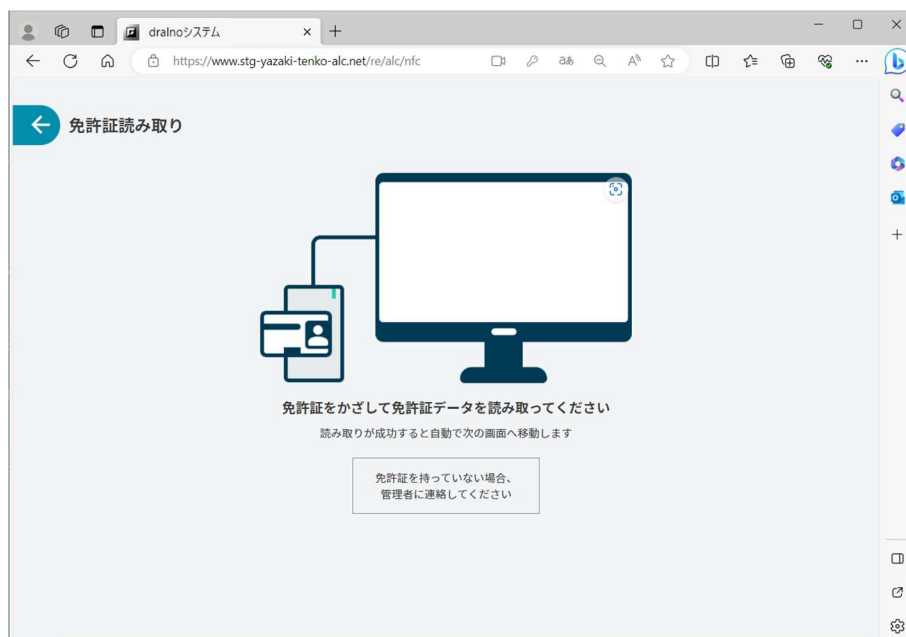 dralnoシステム
https://www.stg-yazaki-tenko-alc.net/re/alc/nfc
免許証読み取り
免許証をかざして免許証データを読み取ってください
読み取りが成功すると自動で次の画面へ移動します
免許証を持っていない場合、
管理者に連絡してください